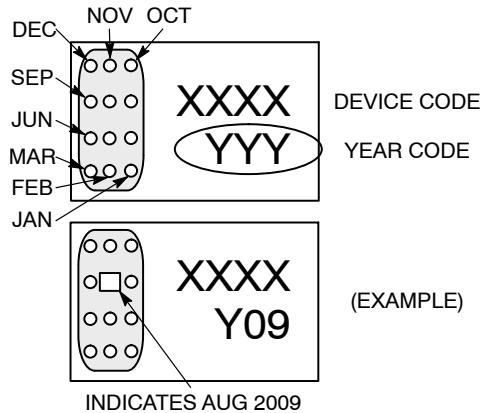 NOV OCT
DEC
SEP
XXXX DEVICE CODE
JUN
YYY YEAR CODE
MAR
FEB
JAN
XXXX
(EXAMPLE)
Y09
INDICATES AUG 2009